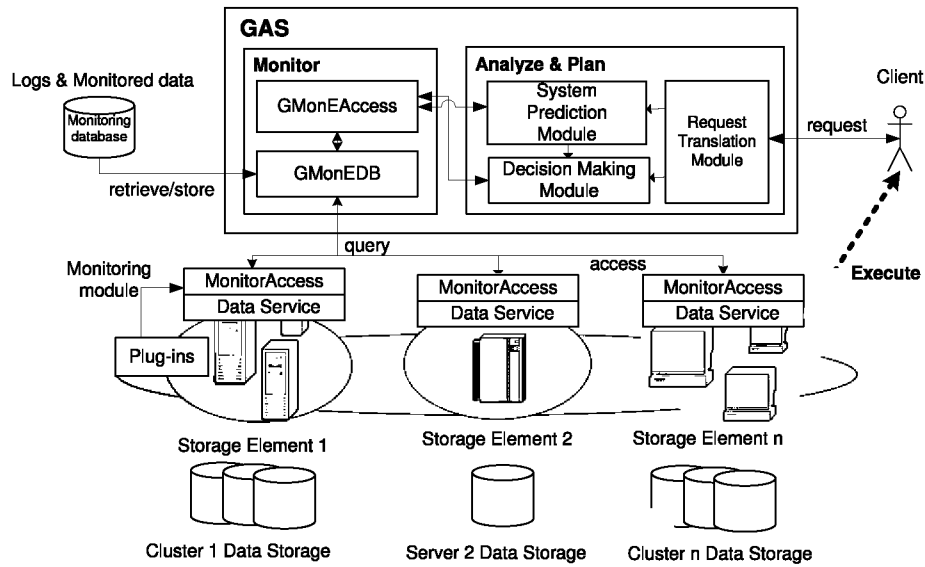 GAS
Monitor
Analyze & Plan
Logs & Monitored data
Client
GMonEAccess
System
Prediction
Module
Request
Translation
Module
Monitoring
database
request
GMonEDB
Decision Making
Module
retrieve/store
query
access
Execute
Monitoring
module
MonitorAccess
Data Service
MonitorAccess
Data Service
MonitorAccess
Data Service
Plug-ins
Storage Element 1
Storage Element 2
Storage Element n
Cluster 1 Data Storage
Server 2 Data Storage
Cluster n Data Storage